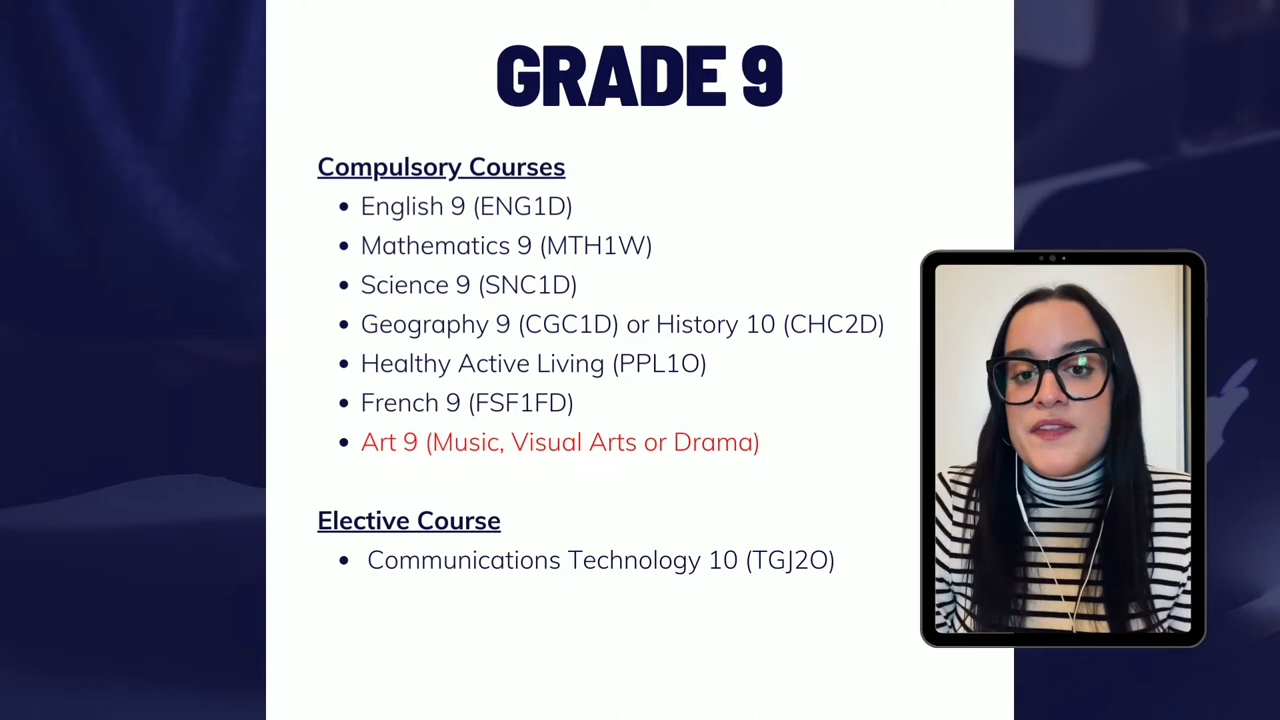 GRADE 9
Compulsory Courses
• English 9 (ENG1D)
• Mathematics 9 (MTH1W)
• Science 9 (SNC1D)
• Geography 9 (CGC1D) or History 10 (CHC2D)
• Healthy Active Living (PPL1O)
• French 9 (FSF1FD)
• Art 9 (Music, Visual Arts or Drama)
Elective Course
• Communications Technology 10 (TGJ2O)